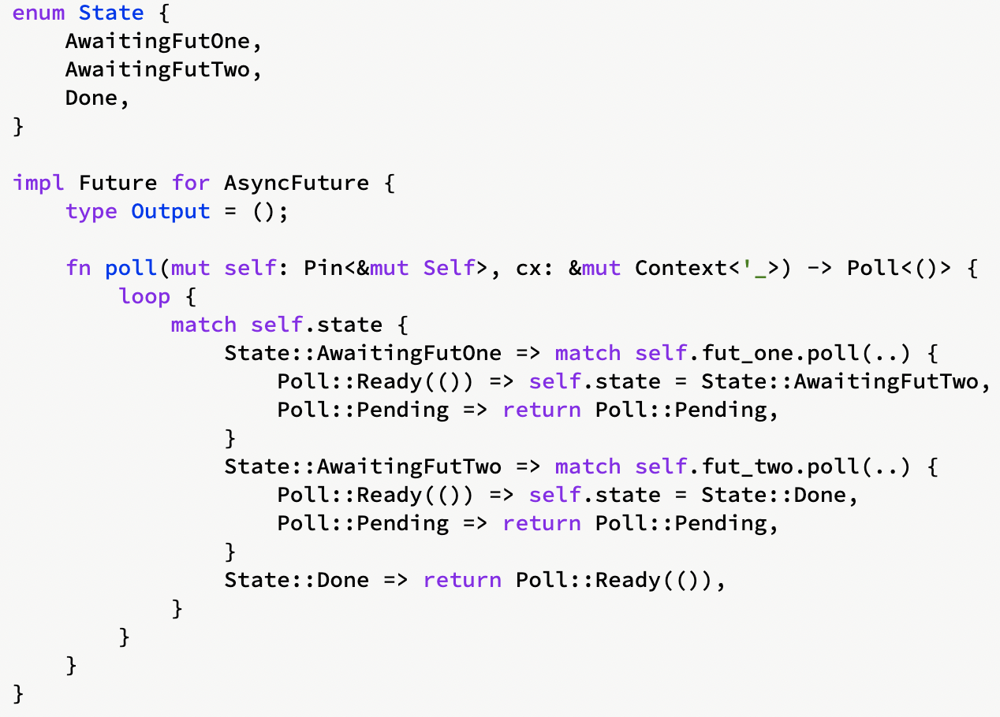 enum State {
    AwaitingFutOne,
    AwaitingFutTwo,
    Done,
}

impl Future for AsyncFuture {
    type Output = ();

    fn poll(mut self: Pin<&mut Self>, cx: &mut Context<'_>) -> Poll<()> {
        loop {
            match self.state {
                State::AwaitingFutOne => match self.fut_one.poll(..) {
                    Poll::Ready(()) => self.state = State::AwaitingFutTwo,
                    Poll::Pending => return Poll::Pending,
                }
                State::AwaitingFutTwo => match self.fut_two.poll(..) {
                    Poll::Ready(()) => self.state = State::Done,
                    Poll::Pending => return Poll::Pending,
                }
                State::Done => return Poll::Ready(()),
            }
        }
    }
}